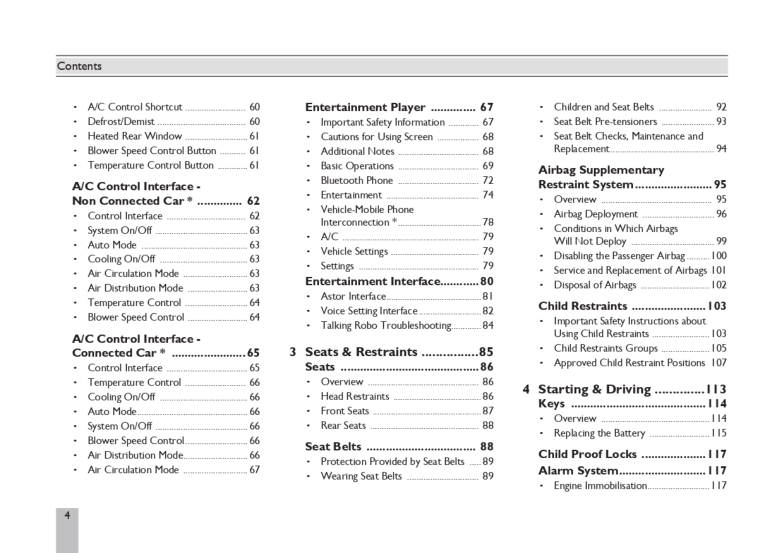 Contents
• A/C Control Shortcut ............................ 60
• Defrost/Demist ........................................ 60
• Heated Rear Window ............................ 61
• Blower Speed Control Button ............ 61
• Temperature Control Button ............. 61
A/C Control Interface -
Non Connected Car * .............. 62
• Control Interface .................................... 62
• System On/Off ......................................... 63
• Auto Mode ............................................... 63
• Cooling On/Off ....................................... 63
• Air Circulation Mode ............................. 63
• Air Distribution Mode ........................... 63
• Temperature Control ............................ 64
• Blower Speed Control ........................... 64
A/C Control Interface -
Connected Car * ....................... 65
• Control Interface .................................... 65
• Temperature Control ............................ 66
• Cooling On/Off ....................................... 66
• Auto Mode................................................. 66
• System On/Off ......................................... 66
• Blower Speed Control............................ 66
• Air Distribution Mode............................. 66
• Air Circulation Mode ............................. 67
Entertainment Player .............. 67
• Important Safety Information .............. 67
• Cautions for Using Screen ................... 68
• Additional Notes ..................................... 68
• Basic Operations ..................................... 69
• Bluetooth Phone ..................................... 72
• Entertainment .......................................... 74
• Vehicle-Mobile Phone
Interconnection *..................................... 78
• A/C ............................................................. 79
• Vehicle Settings ....................................... 79
• Settings ...................................................... 79
Entertainment Interface............ 80
• Astor Interface.......................................... 81
• Voice Setting Interface ........................... 82
• Talking Robo Troubleshooting............. 84
3 Seats & Restraints ................85
Seats ........................................... 86
• Overview .................................................. 86
• Head Restraints ....................................... 86
• Front Seats ................................................ 87
• Rear Seats ................................................. 88
Seat Belts .................................. 88
• Protection Provided by Seat Belts ..... 89
• Wearing Seat Belts ................................ 89
• Children and Seat Belts ........................ 92
• Seat Belt Pre-tensioners ........................ 93
• Seat Belt Checks, Maintenance and
Replacement............................................... 94
Airbag Supplementary
Restraint System........................ 95
• Overview .................................................. 95
• Airbag Deployment ................................ 96
• Conditions in Which Airbags
Will Not Deploy ..................................... 99
• Disabling the Passenger Airbag .......... 100
• Service and Replacement of Airbags 101
• Disposal of Airbags ............................... 102
Child Restraints ....................... 103
• Important Safety Instructions about
Using Child Restraints .......................... 103
• Child Restraints Groups ...................... 105
• Approved Child Restraint Positions 107
4 Starting & Driving ..............113
Keys .......................................... 114
• Overview ................................................. 114
• Replacing the Battery ........................... 115
Child Proof Locks .................... 117
Alarm System........................... 117
• Engine Immobilisation............................ 117
4